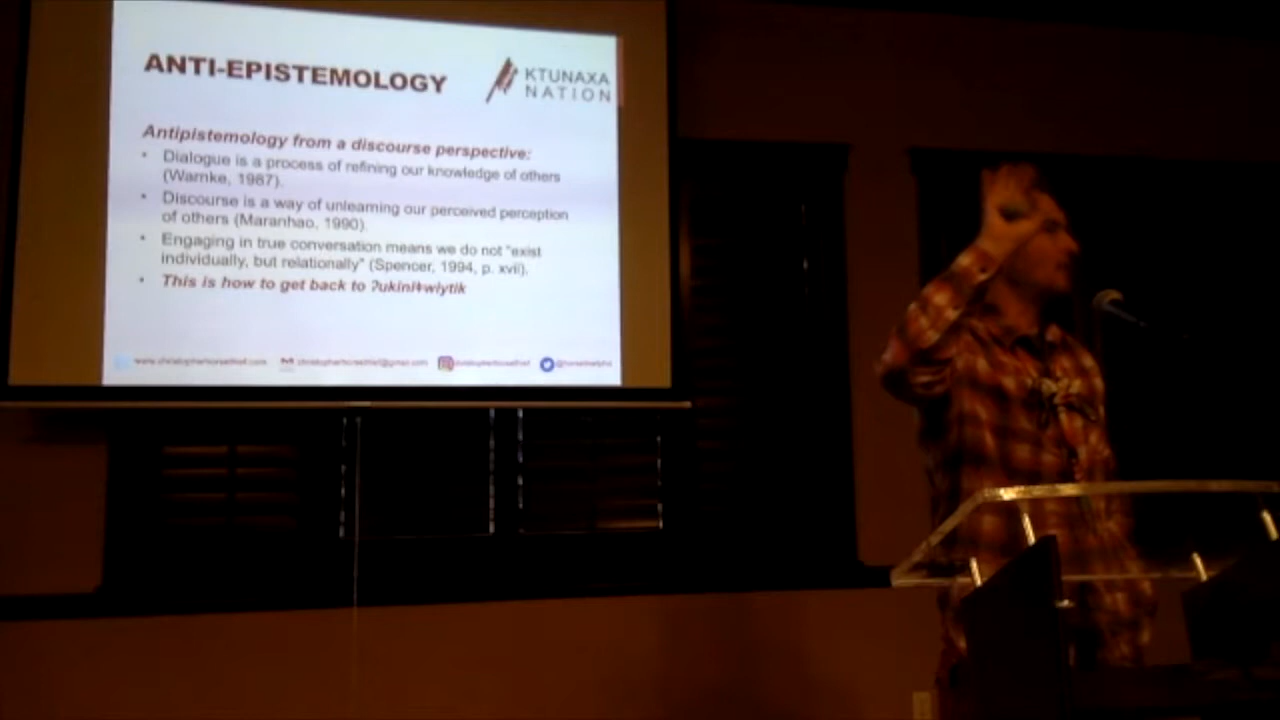 ANTI-EPISTEMOLOGY
KTUNAXA
NATION
Antipistemology from a discourse perspective:
• Dialogue is a process of refining our knowledge of others
(Warnke, 1987).
• Discourse is a way of unlearning our perceived perception
of others (Maranhao, 1990).
• Engaging in true conversation means we do not "exist
individually, but relationally" (Spencer, 1994, p. xvii).
• This is how to get back to ʔukiniǂwiytik